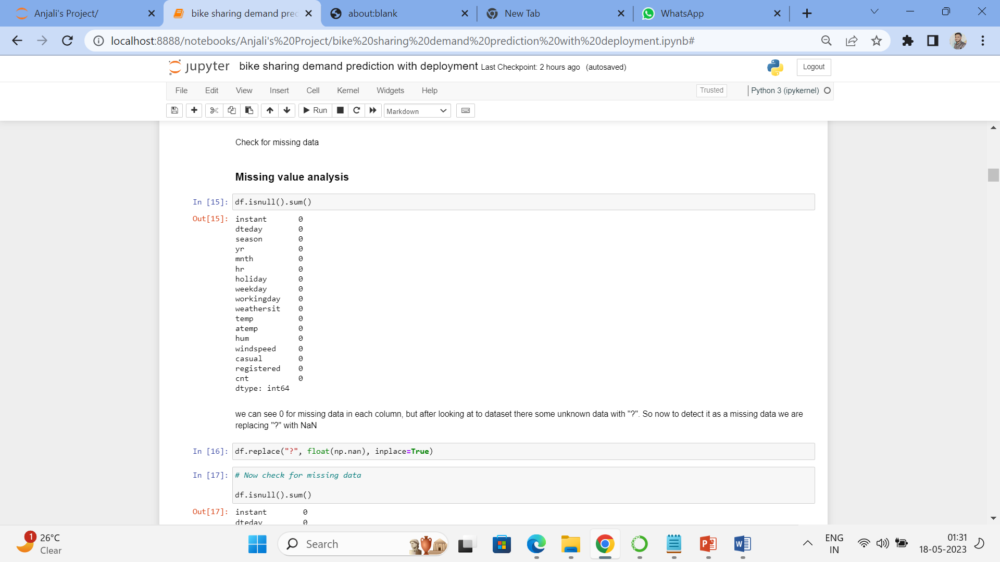 Anjali's Project/
bike sharing demand pred
about:blank
New Tab
WhatsApp
localhost:8888/notebooks/Anjali's%20Project/bike%20sharing%20demand%20prediction%20with%20deployment.ipynb#
jupyter bike sharing demand prediction with deployment Last Checkpoint: 2 hours ago (autosaved)
Logout
File Edit View Insert Cell Kernel Widgets Help
Trusted
Python 3 (ipykernel)
Run
Markdown
Check for missing data
Missing value analysis
In [15]: df.isnull().sum()
Out[15]: instant 0
dteday 0
season 0
yr 0
mnth 0
hr 0
holiday 0
weekday 0
workingday 0
weathersit 0
temp 0
atemp 0
hum 0
windspeed 0
casual 0
registered 0
cnt 0
dtype: int64
we can see 0 for missing data in each column, but after looking at to dataset there some unknown data with "?". So now to detect it as a missing data we are
replacing "?" with NaN
In [16]: df.replace("?", float(np.nan), inplace=True)
In [17]: # Now check for missing data
df.isnull().sum()
Out[17]: instant 0
dteday 0
1
26°C
Clear
Search
ENG
IN
01:31
18-05-2023